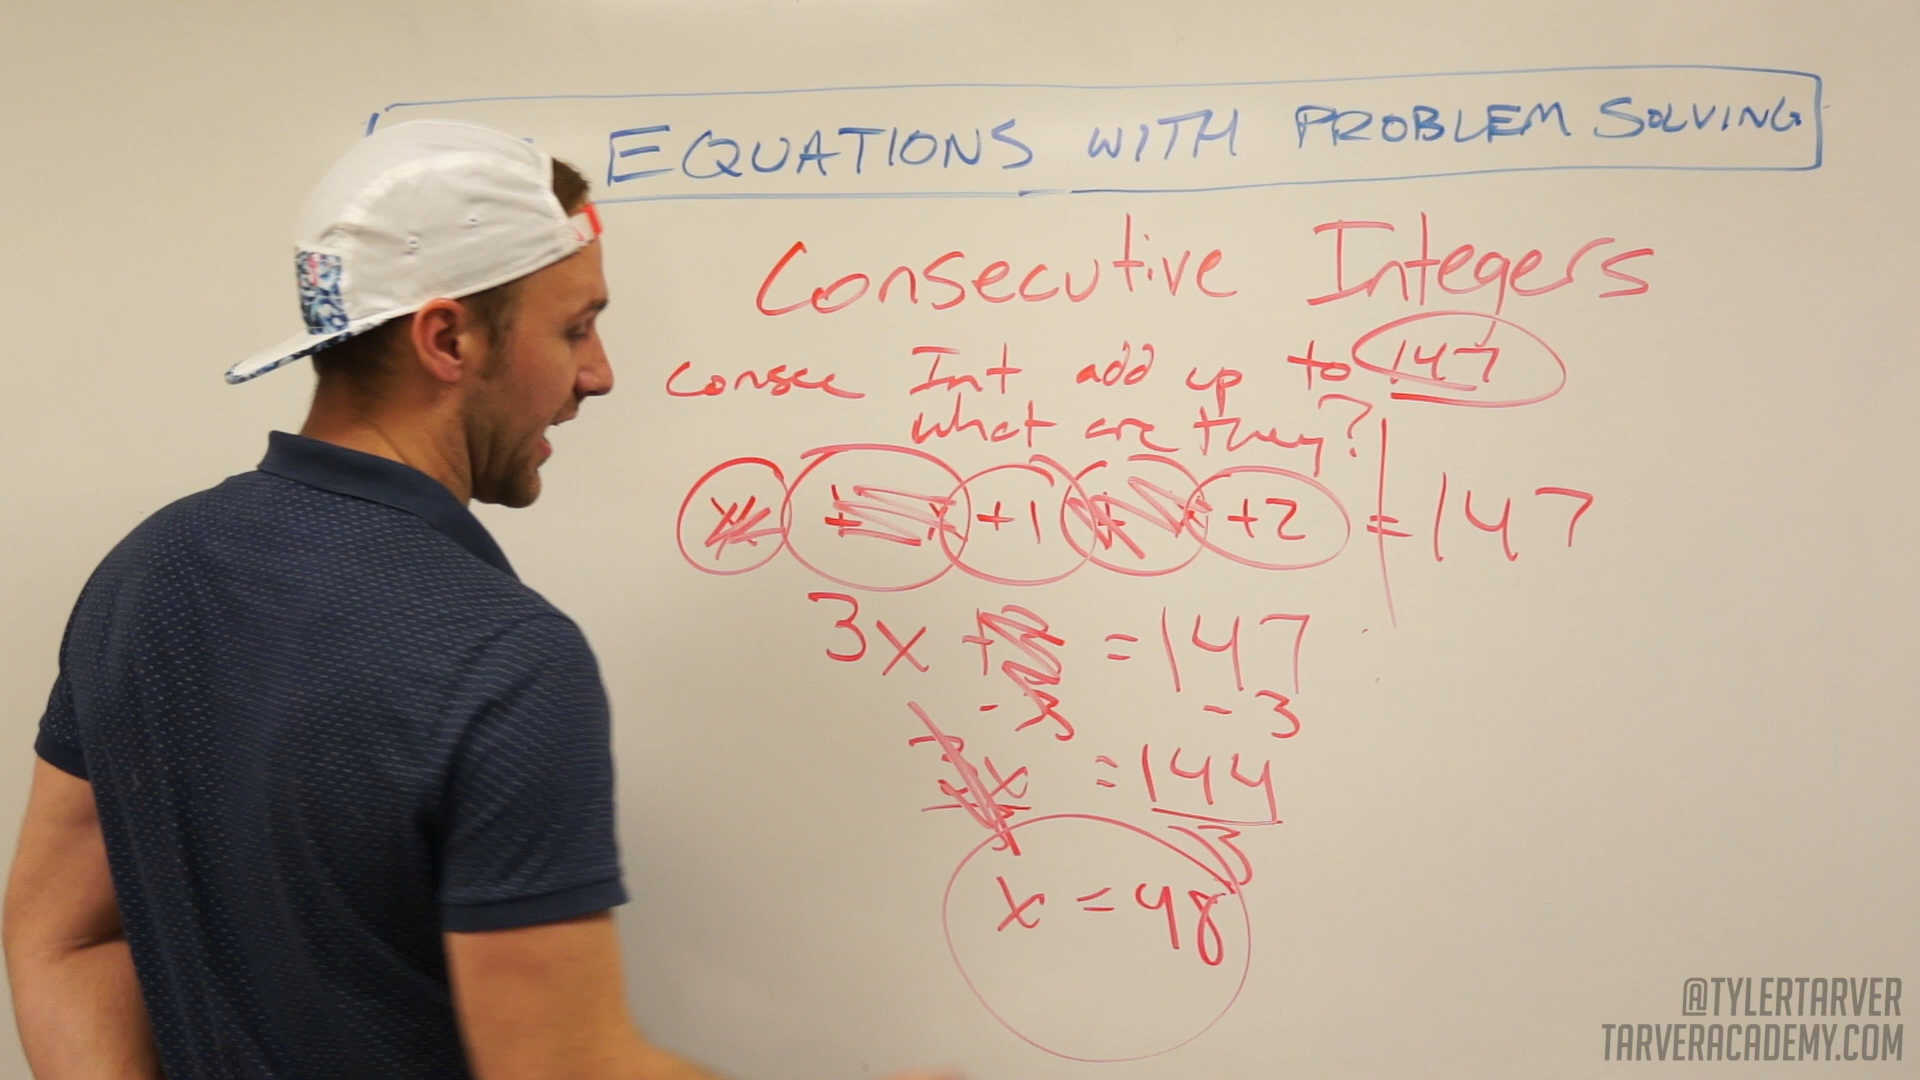 EQUATIONS WITH PROBLEM SOLVING
Consecutive Integers
consec Int add up to 147
what are they?
x + x +1 + x +2 = 147
3x +3 = 147
- 3 - 3
3x = 144
3 3
x = 48
@TYLERTARVER
TARVERACADEMY.COM